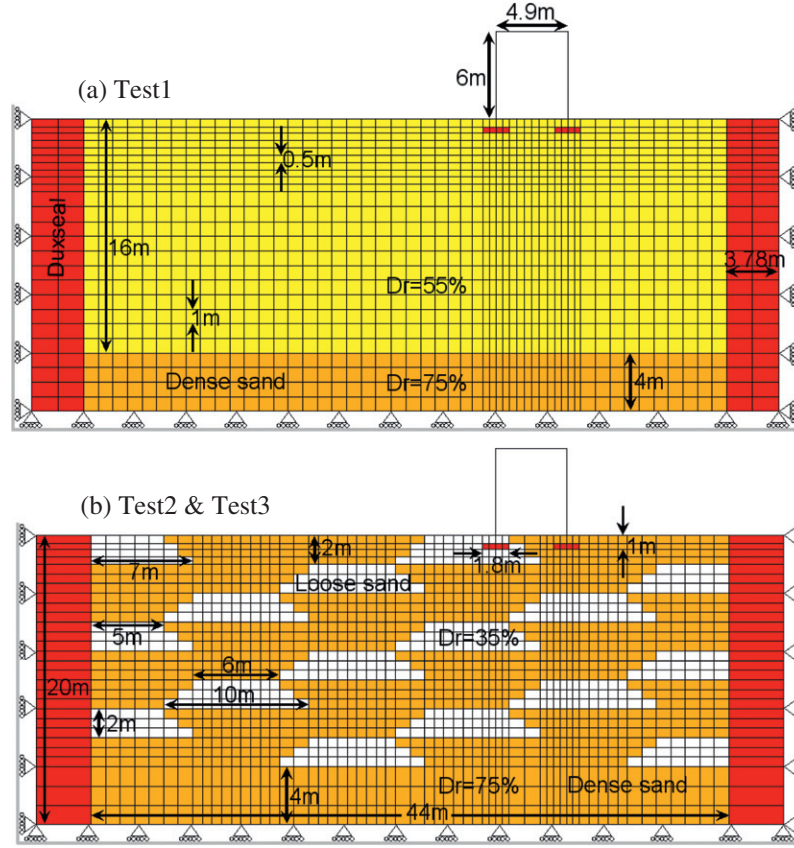 4.9m
6m
(a) Test1
0.5m
Duxseal
16m
3.78m
Dr=55%
1m
Dense sand
Dr=75%
4m
(b) Test2 & Test3
2m
1m
7m
1.8m
Loose sand
5m
Dr=35%
6m
20m
10m
2m
4m
Dr=75%
Dense sand
44m